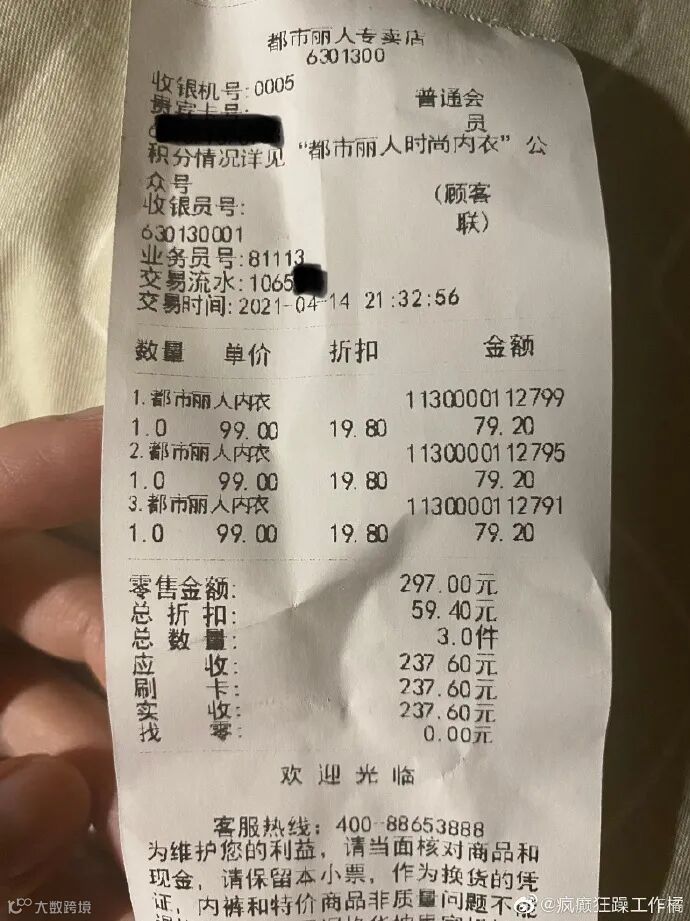 都市丽人专卖店
6301300
收银机号:0005
普通会员
贵宾卡号:
积分情况详见 “都市丽人时尚内衣” 公众号
(顾客联)
收银员号:
630130001
业务员号:81113
交易流水:1065
交易时间:2021-04-14 21:32:56
数量 单价 折扣 金额
1.都市丽人内衣 1130000112799
1.0 99.00 19.80 79.20
2.都市丽人内衣 1130000112795
1.0 99.00 19.80 79.20
3.都市丽人内衣 1130000112791
1.0 99.00 19.80 79.20
零售金额: 297.00元
总折扣: 59.40元
总数量: 3.0件
应收: 237.60元
刷卡: 237.60元
实收: 237.60元
找零: 0.00元
欢迎光临
客服热线: 400-88653888
为维护您的利益, 请当面核对商品和
现金, 请保留本小票, 作为换货的凭
证, 内裤和特价商品非质量问题不能
大数跨境
@疯癫狂躁工作橘